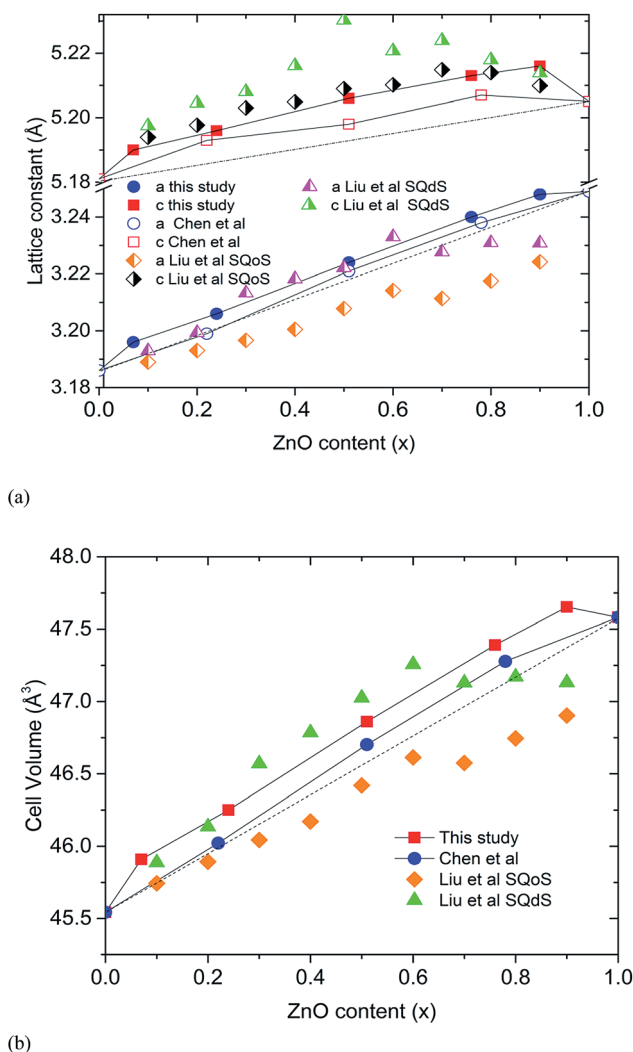 5.22
5.20
5.18
3.24
3.22
3.20
3.18
Lattice constant (Å)
a this study
c this study
a Chen et al
c Chen et al
a Liu et al SQoS
c Liu et al SQoS
a Liu et al SQdS
c Liu et al SQdS
0.0 0.2 0.4 0.6 0.8 1.0
ZnO content (x)
(a)
48.0
47.5
47.0
46.5
46.0
45.5
Cell Volume (Å³)
This study
Chen et al
Liu et al SQoS
Liu et al SQdS
0.0 0.2 0.4 0.6 0.8 1.0
ZnO content (x)
(b)